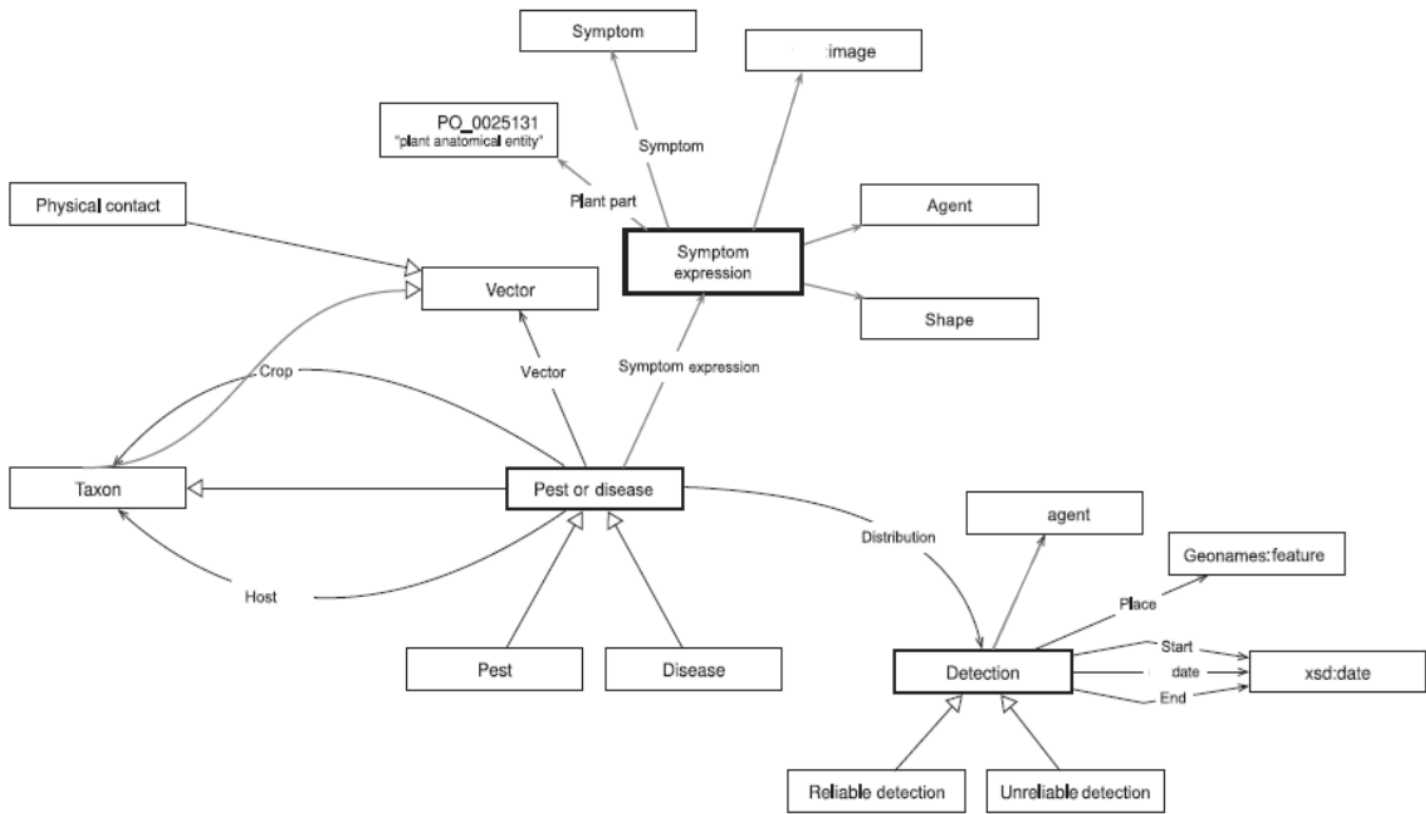 Symptom
:image
PO_0025131
"plant anatomical entity"
Symptom
Physical contact
Plant part
Agent
Symptom
expression
Vector
Shape
Crop
Vector
Symptom expression
Taxon
Pest or disease
agent
Distribution
Geonames:feature
Host
Place
Start
Pest
Disease
Detection
date
xsd:date
End
Reliable detection
Unreliable detection